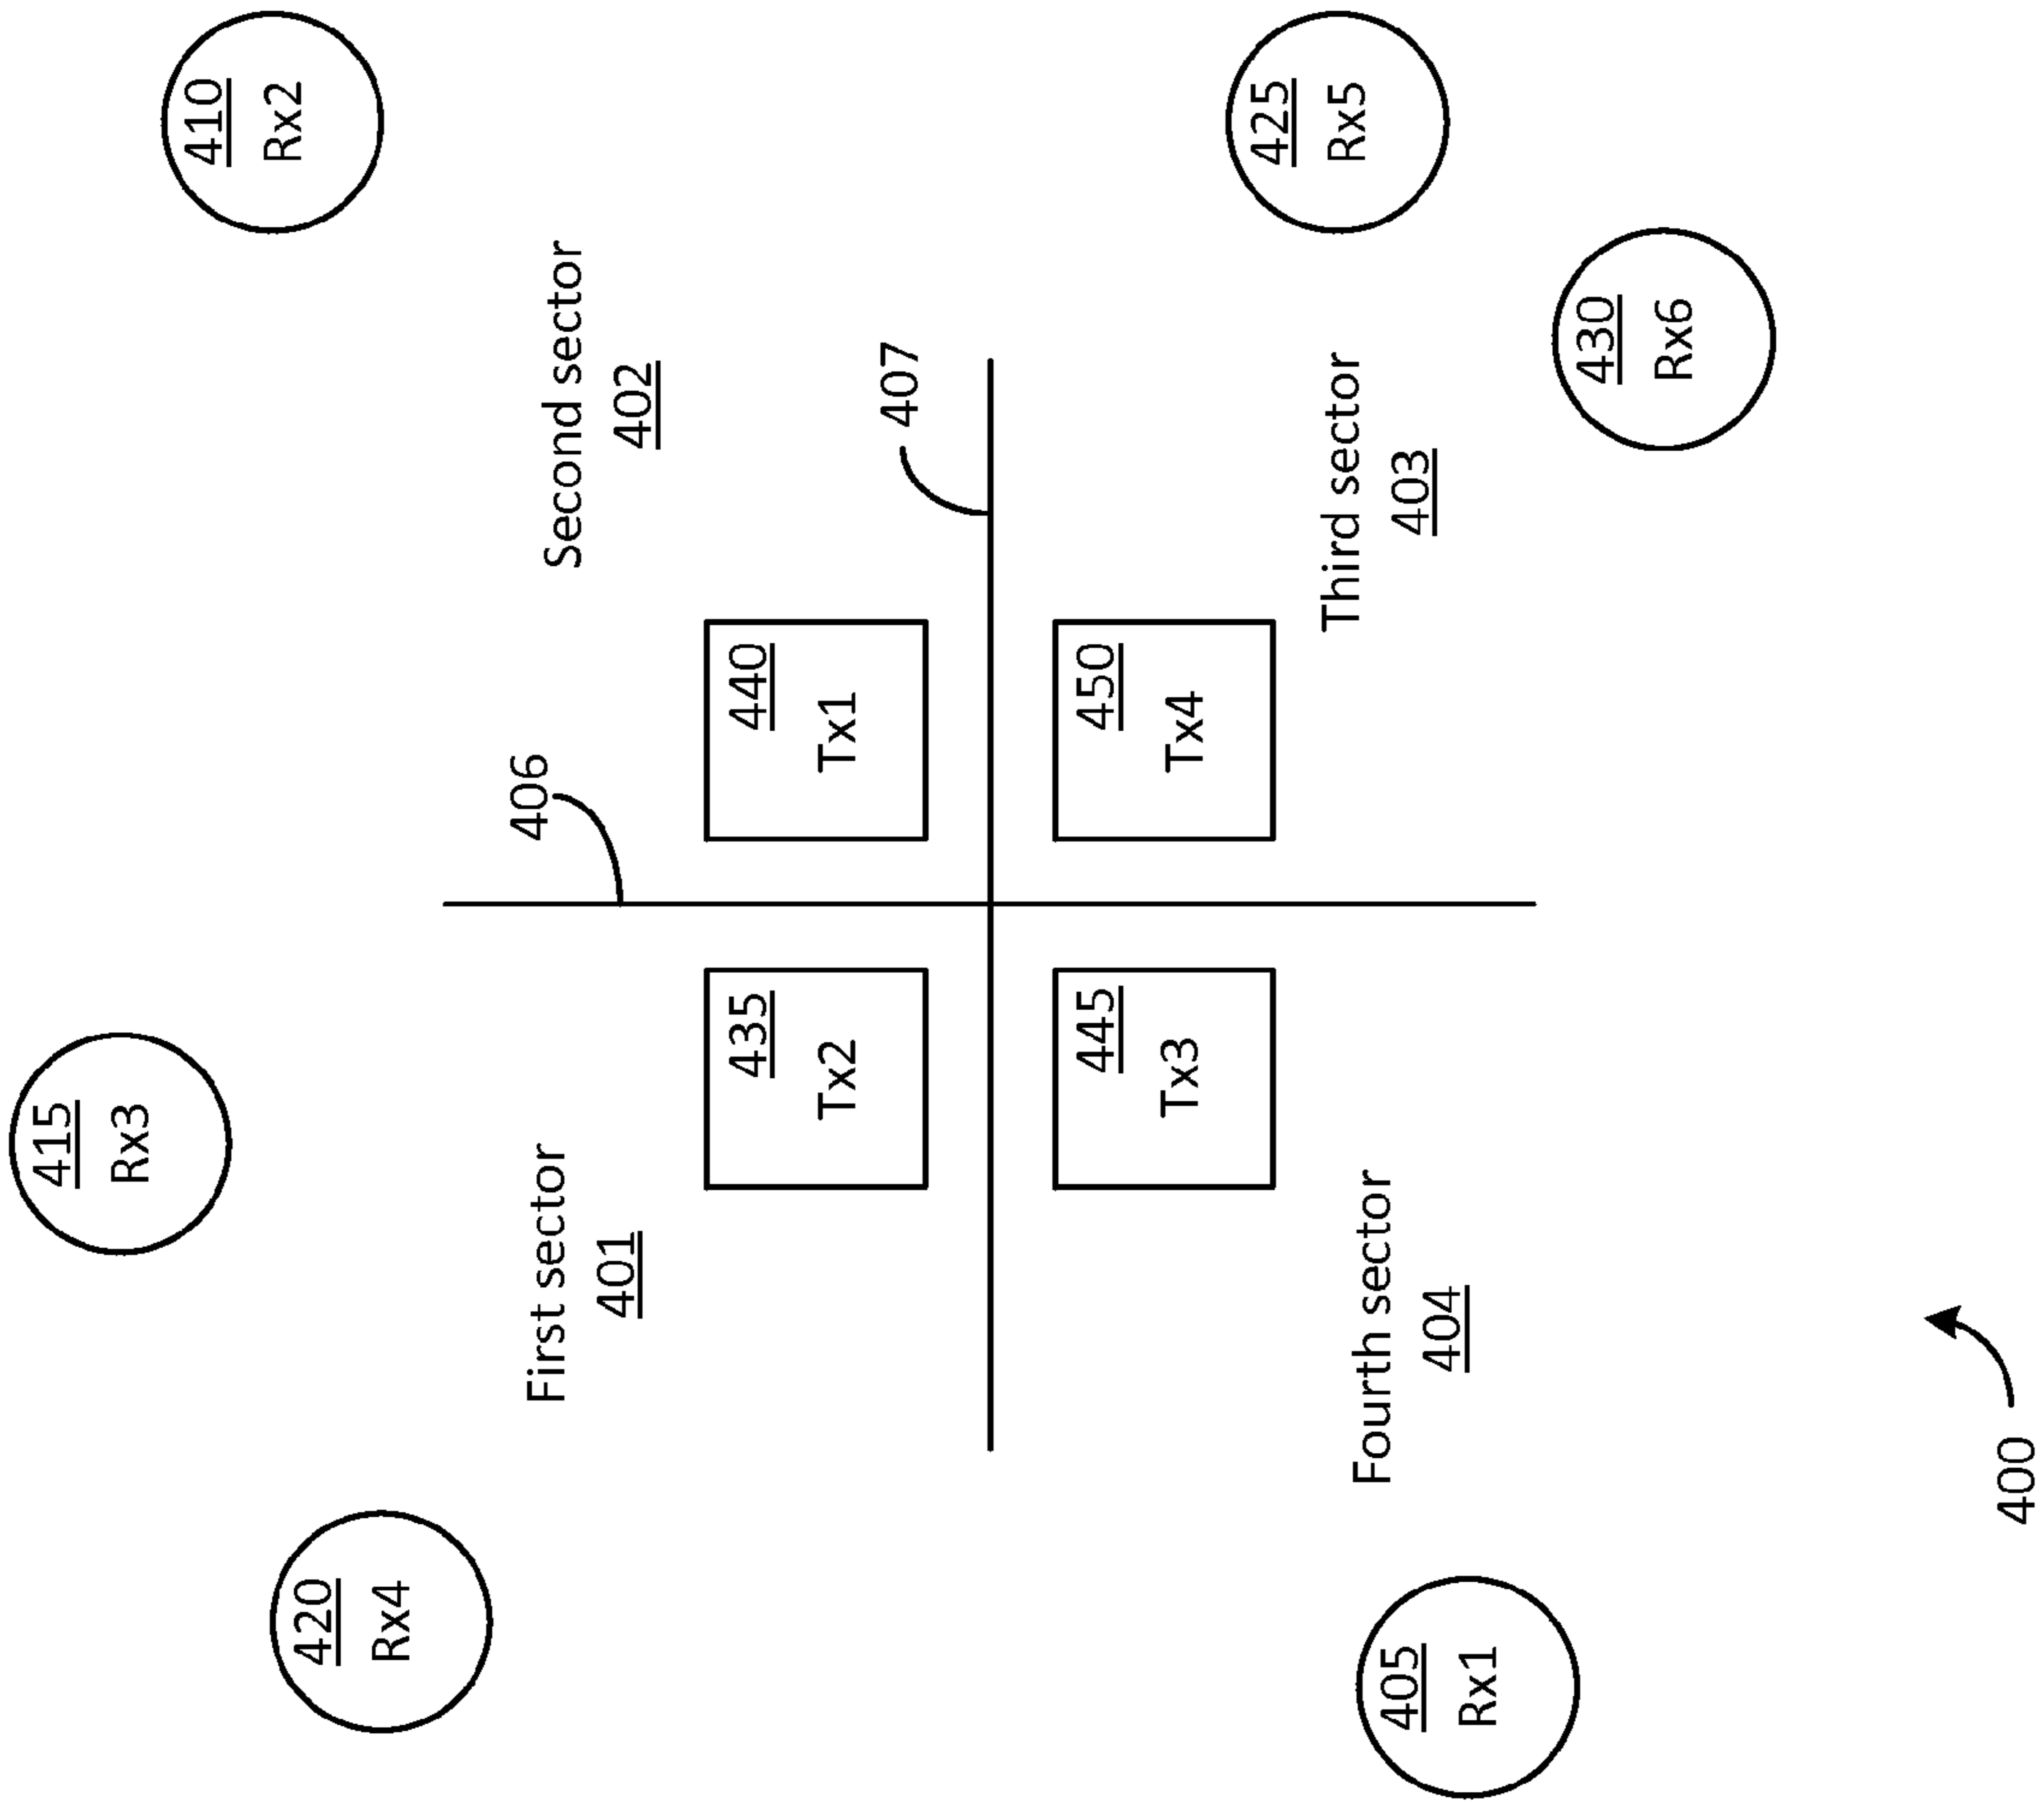 415
Rx3
410
Rx2
420
Rx4
406
First sector
401
Second sector
402
435
Tx2
440
Tx1
407
445
Tx3
450
Tx4
425
Rx5
Fourth sector
404
Third sector
403
405
Rx1
430
Rx6
400